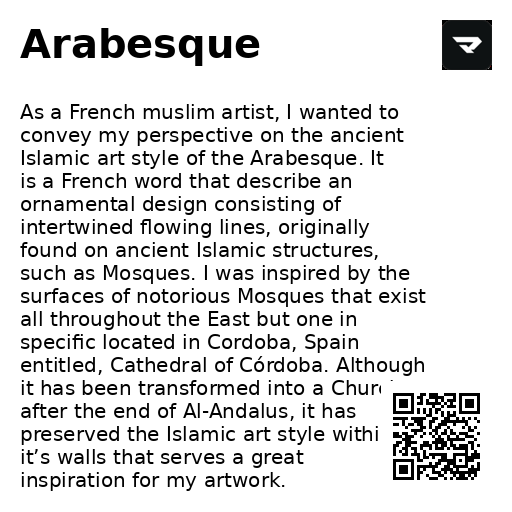 Arabesque
As a French muslim artist, I wanted to
convey my perspective on the ancient
Islamic art style of the Arabesque. It
is a French word that describe an
ornamental design consisting of
intertwined flowing lines, originally
found on ancient Islamic structures,
such as Mosques. I was inspired by the
surfaces of notorious Mosques that exist
all throughout the East but one in
specific located in Cordoba, Spain
entitled, Cathedral of Córdoba. Although
it has been transformed into a Churc
after the end of Al-Andalus, it has
preserved the Islamic art style withi
it’s walls that serves a great
inspiration for my artwork.